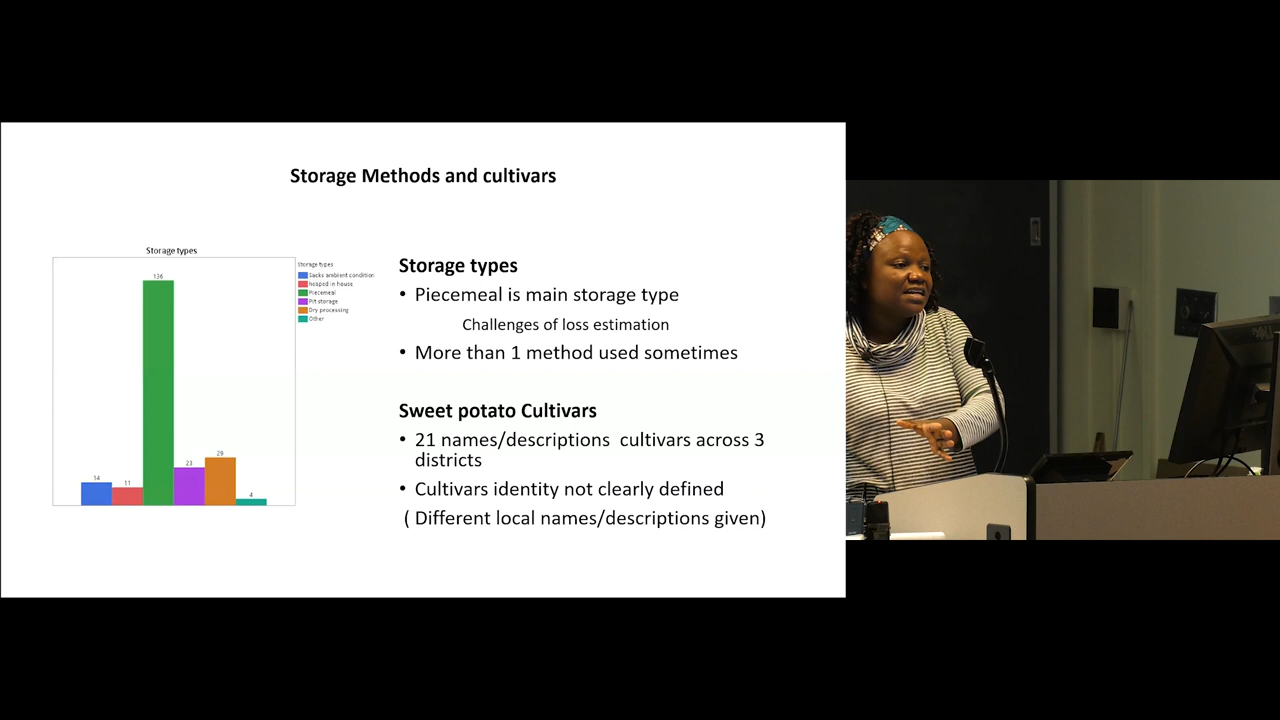 Storage Methods and cultivars
Storage types
136
14
11
23
29
4
Storage types
Sacks ambient condition
heaped in house
Piecemeal
Pit storage
Dry processing
Other
Storage types
• Piecemeal is main storage type
Challenges of loss estimation
• More than 1 method used sometimes
Sweet potato Cultivars
• 21 names/descriptions cultivars across 3
districts
• Cultivars identity not clearly defined
( Different local names/descriptions given)
DELL